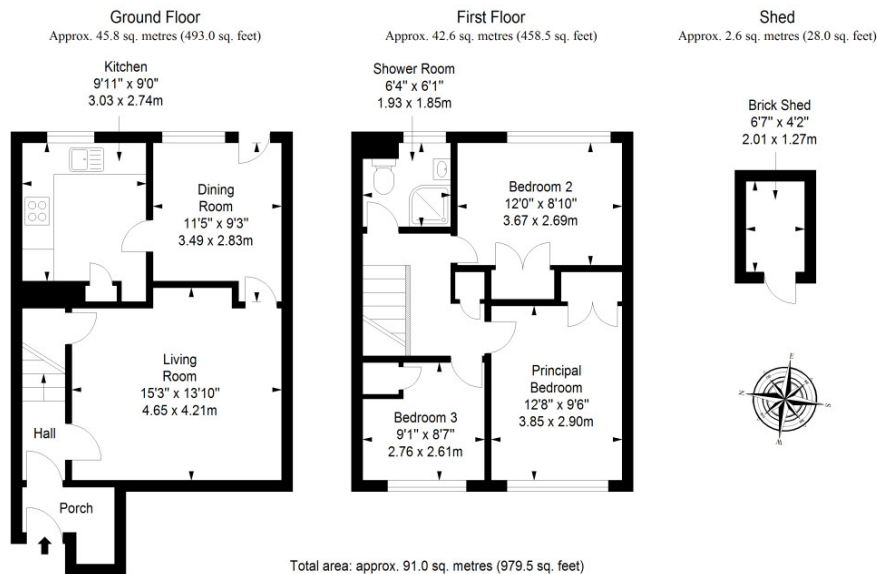 Ground Floor
Approx. 45.8 sq. metres (493.0 sq. feet)
Kitchen
9'11" x 9'0"
3.03 x 2.74m
Dining
Room
11'5" x 9'3"
3.49 x 2.83m
Living
Room
15'3" x 13'10"
4.65 x 4.21m
Hall
Porch
First Floor
Approx. 42.6 sq. metres (458.5 sq. feet)
Shower Room
6'4" x 6'1"
1.93 x 1.85m
Bedroom 2
12'0" x 8'10"
3.67 x 2.69m
Principal
Bedroom
12'8" x 9'6"
3.85 x 2.90m
Bedroom 3
9'1" x 8'7"
2.76 x 2.61m
Shed
Approx. 2.6 sq. metres (28.0 sq. feet)
Brick Shed
6'7" x 4'2"
2.01 x 1.27m
E
N
S
Total area: approx. 91.0 sq. metres (979.5 sq. feet)